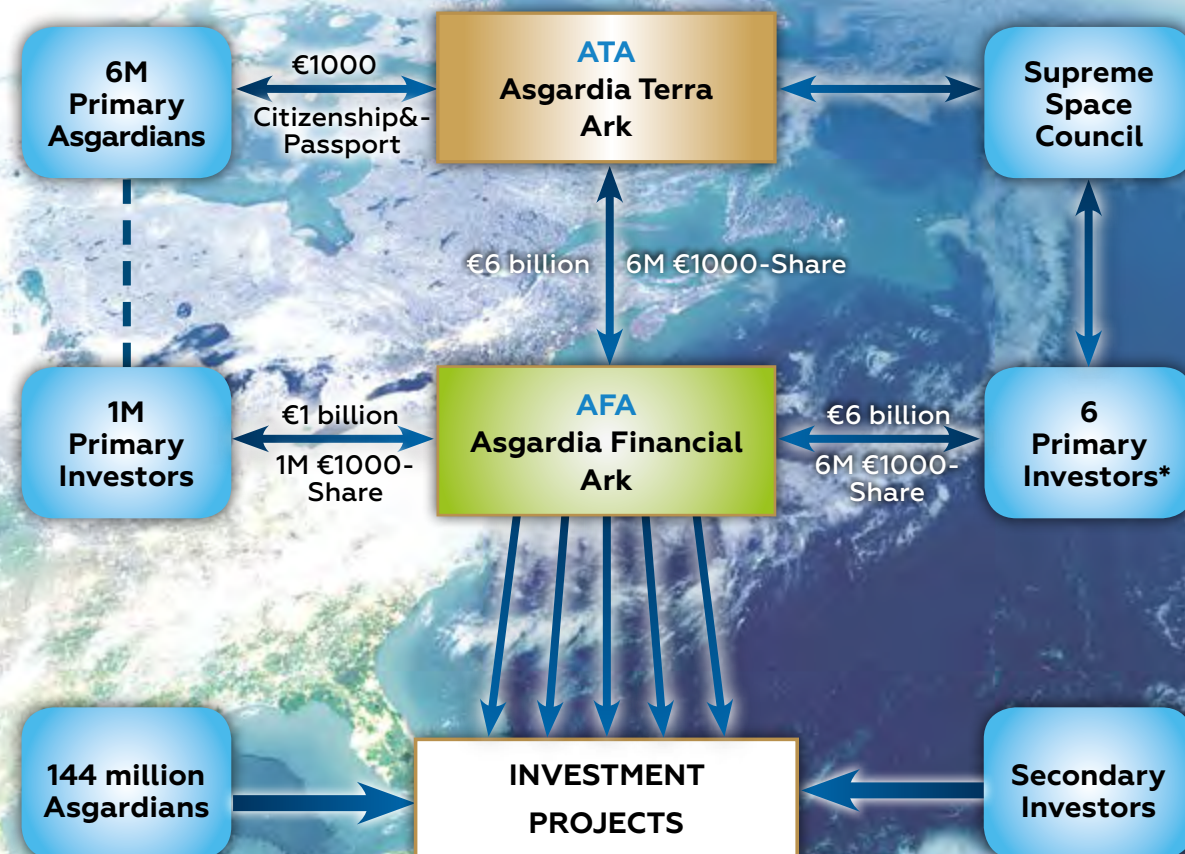 6M
Primary
Asgardians
€1000
Citizenship&-
Passport
ATA
Asgardia Terra
Ark
Supreme
Space
Council
€6 billion
6M €1000-Share
1M
Primary
Investors
€1 billion
1M €1000-
Share
AFA
Asgardia Financial
Ark
€6 billion
6M €1000-
Share
6
Primary
Investors*
144 million
Asgardians
INVESTMENT
PROJECTS
Secondary
Investors